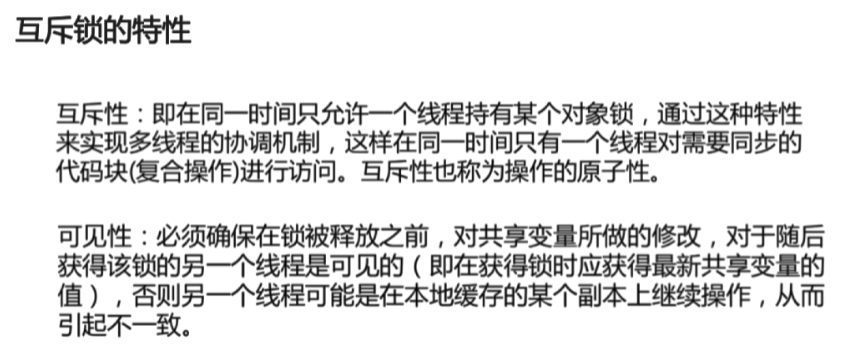 互斥锁的特性
互斥性：即在同一时间只允许一个线程持有某个对象锁，通过这种特性
来实现多线程的协调机制，这样在同一时间只有一个线程对需要同步的
代码块(复合操作)进行访问。互斥性也称为操作的原子性。
可见性：必须确保在锁被释放之前，对共享变量所做的修改，对于随后
获得该锁的另一个线程是可见的（即在获得锁时应获得最新共享变量的
值），否则另一个线程可能是在本地缓存的某个副本上继续操作，从而
引起不一致。